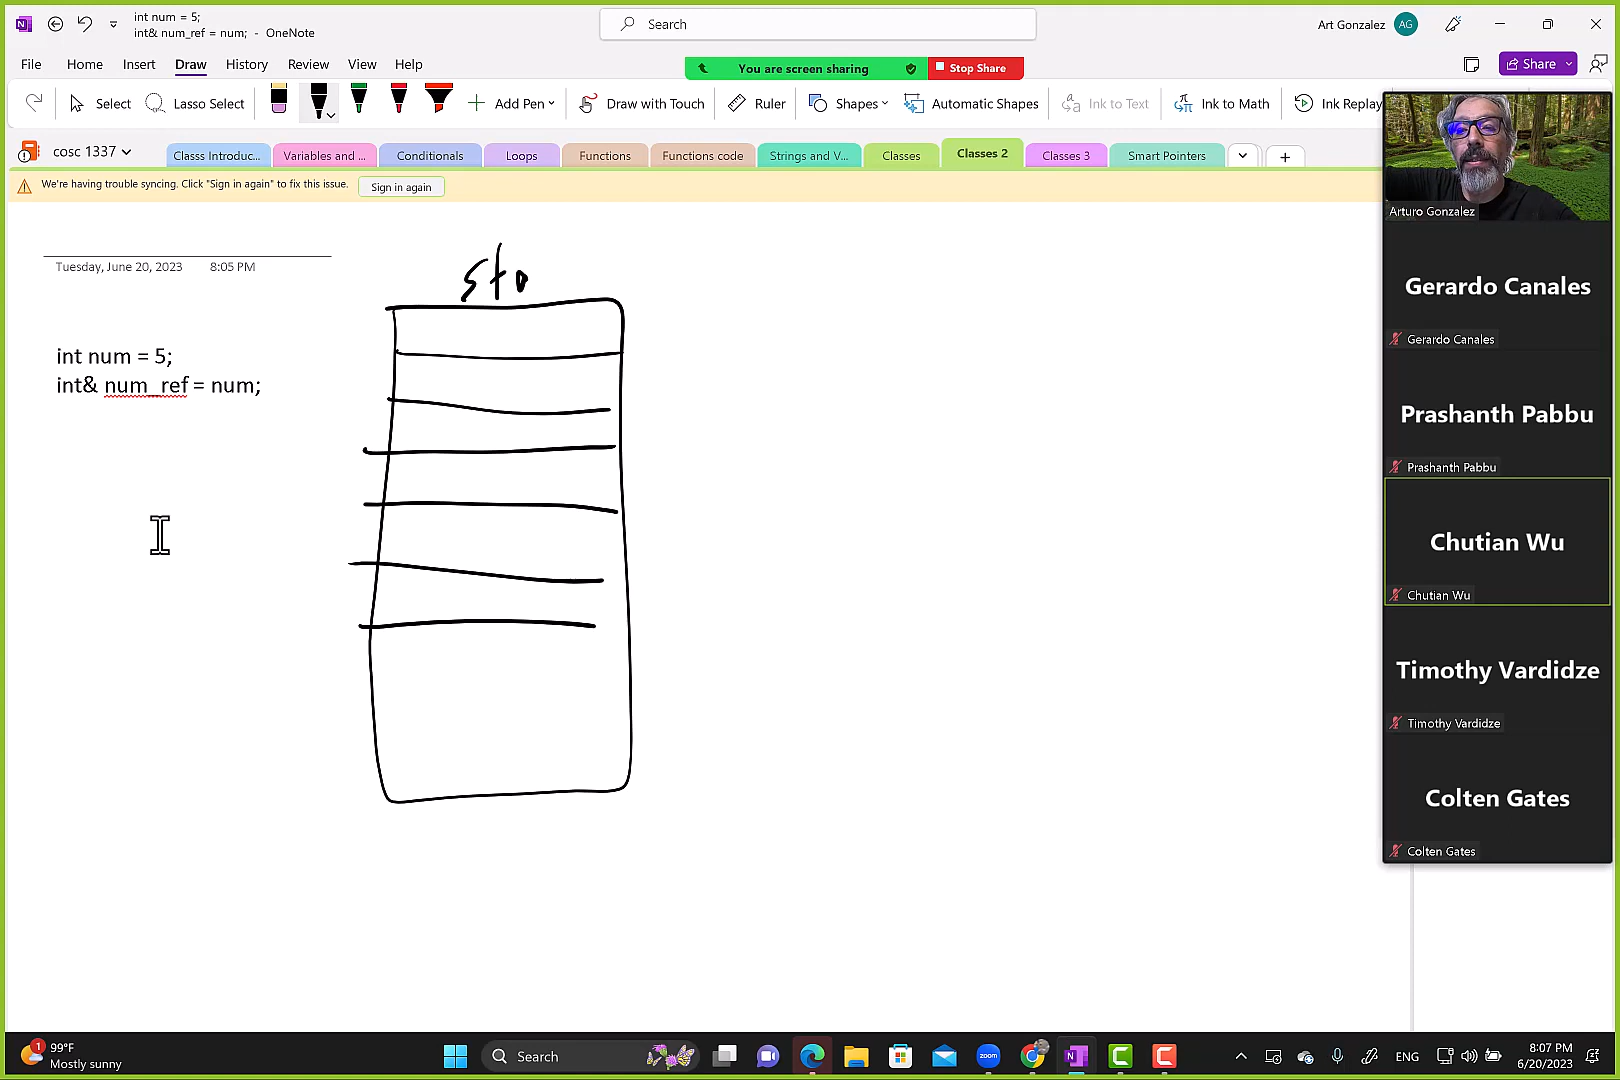 int num = 5;
int& num_ref = num; - OneNote
Search
Art Gonzalez
AG
File Home Insert Draw History Review View Help
You are screen sharing
Stop Share
Share
Select
Lasso Select
Add Pen
Draw with Touch
Ruler
Shapes
Automatic Shapes
Ink to Text
Ink to Math
Ink Replay
cosc 1337
Classs Introduc...
Variables and ...
Conditionals
Loops
Functions
Functions code
Strings and V...
Classes
Classes 2
Classes 3
Smart Pointers
We're having trouble syncing. Click "Sign in again" to fix this issue.
Sign in again
Arturo Gonzalez
Tuesday, June 20, 2023 8:05 PM
sta
int num = 5;
int& num_ref = num;
Gerardo Canales
Gerardo Canales
Prashanth Pabbu
Prashanth Pabbu
Chutian Wu
Chutian Wu
Timothy Vardidze
Timothy Vardidze
Colten Gates
Colten Gates
1
99°F
Mostly sunny
Search
zoom
ENG
8:07 PM
6/20/2023